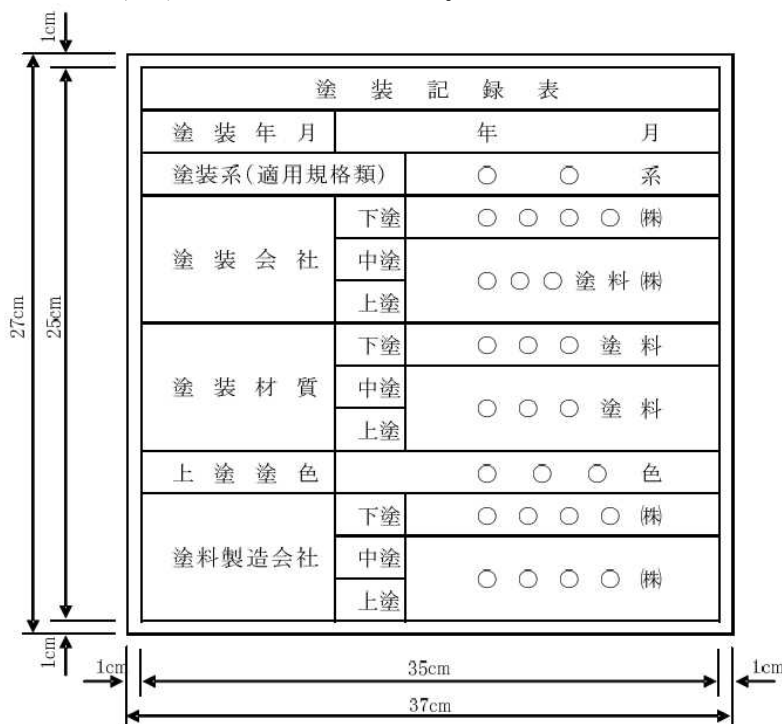 1cm
塗装記録表
塗装年月 年 月
塗装系(適用規格類) ○ ○ 系
下塗 ○○○○㈱
塗装会社 中塗 ○○○塗料㈱
上塗
27cm
25cm
下塗 ○○○塗料
塗装材質 中塗 ○○○塗料
上塗
上塗塗色 ○○○色
下塗 ○○○○㈱
塗料製造会社 中塗 ○○○○㈱
上塗
1cm
1cm 35cm 1cm
37cm